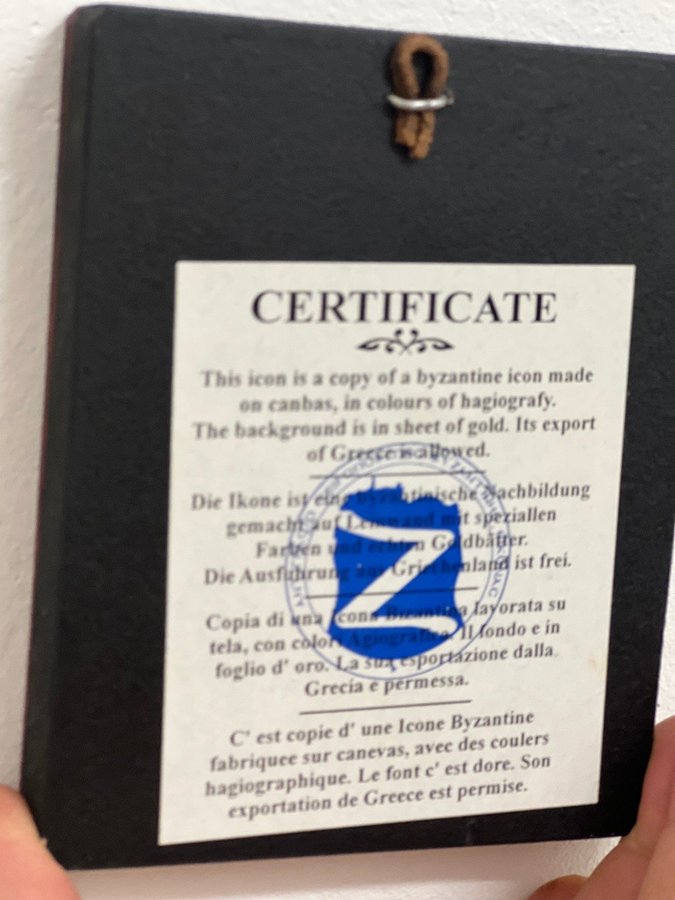 CERTIFICATE
This icon is a copy of a byzantine icon made
on canbas, in colours of hagiografy.
The background is in sheet of gold. Its export
of Greece is allowed.
Die Ikone ist eine byzantinische Nachbildung
gemacht auf Leinwand mit speziallen
Farben und echten Goldbätter.
Die Ausfuhrung aus Griechenland ist frei.
Copia di una Icona Bizantina lavorata su
tela, con colori Agiografica. Il fondo e in
foglio d' oro. La sua esportazione dalla
Grecia e permessa.
C' est copie d' une Icone Byzantine
fabriquee sur canevas, avec des coulers
hagiographique. Le font c' est dore. Son
exportation de Greece est permise.